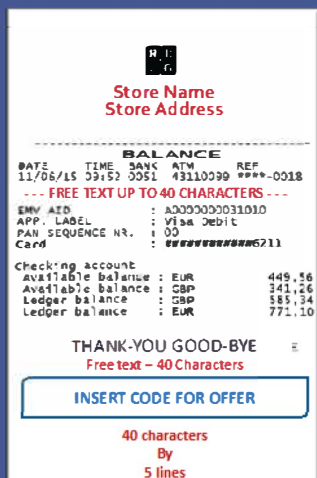 Store Name
Store Address
BALANCE
DATE TIME BANK ATM REF
11/06/15 09:52 0051 43110099 ****-0018
--- FREE TEXT UP TO 40 CHARACTERS ---
EMV AID : A0000000031010
APP. LABEL : Visa Debit
PAN SEQUENCE NR. : 00
Card : ############6211
Checking account
Available balance : EUR 449,56
Available balance : GBP 341,26
Ledger balance : GBP 585,34
Ledger balance : EUR 771,10
THANK-YOU GOOD-BYE E
Free text – 40 Characters
INSERT CODE FOR OFFER
40 characters
By
5 lines